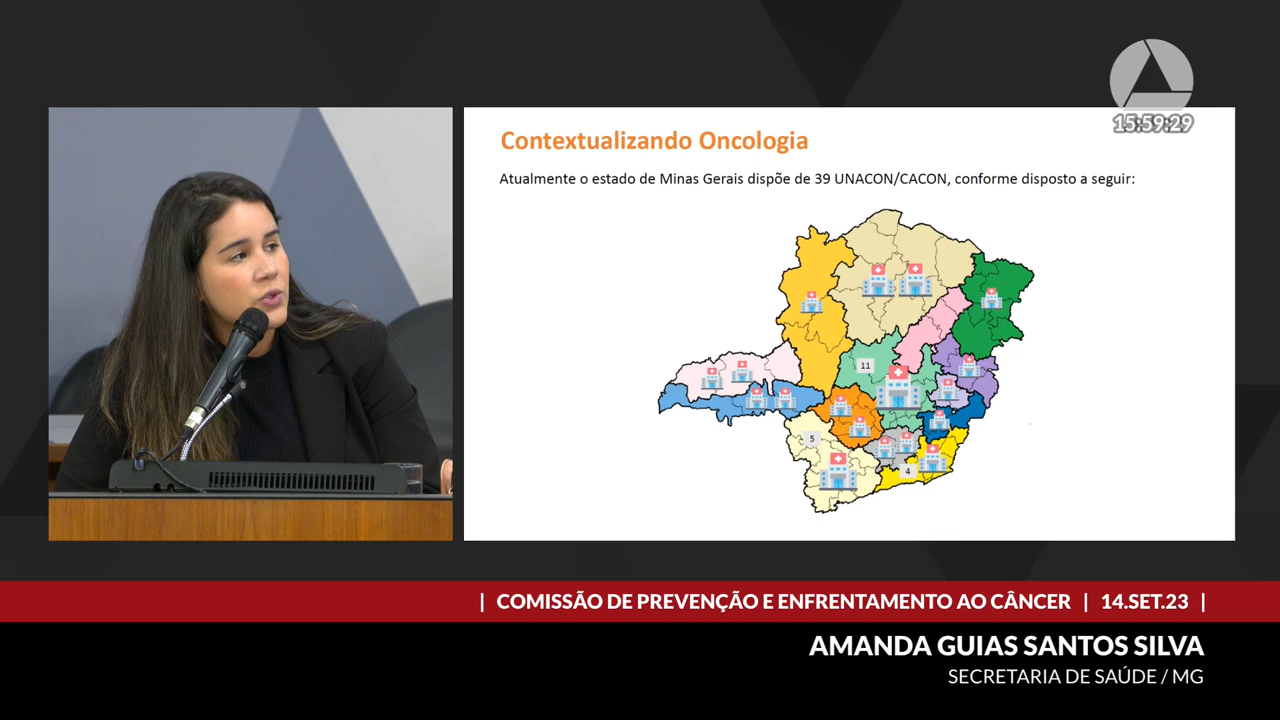 15:59:29
Contextualizando Oncologia
Atualmente o estado de Minas Gerais dispõe de 39 UNACON/CACON, conforme disposto a seguir:
11
5
4
| COMISSÃO DE PREVENÇÃO E ENFRENTAMENTO AO CÂNCER | 14.SET.23 |
AMANDA GUIAS SANTOS SILVA
SECRETARIA DE SAÚDE / MG